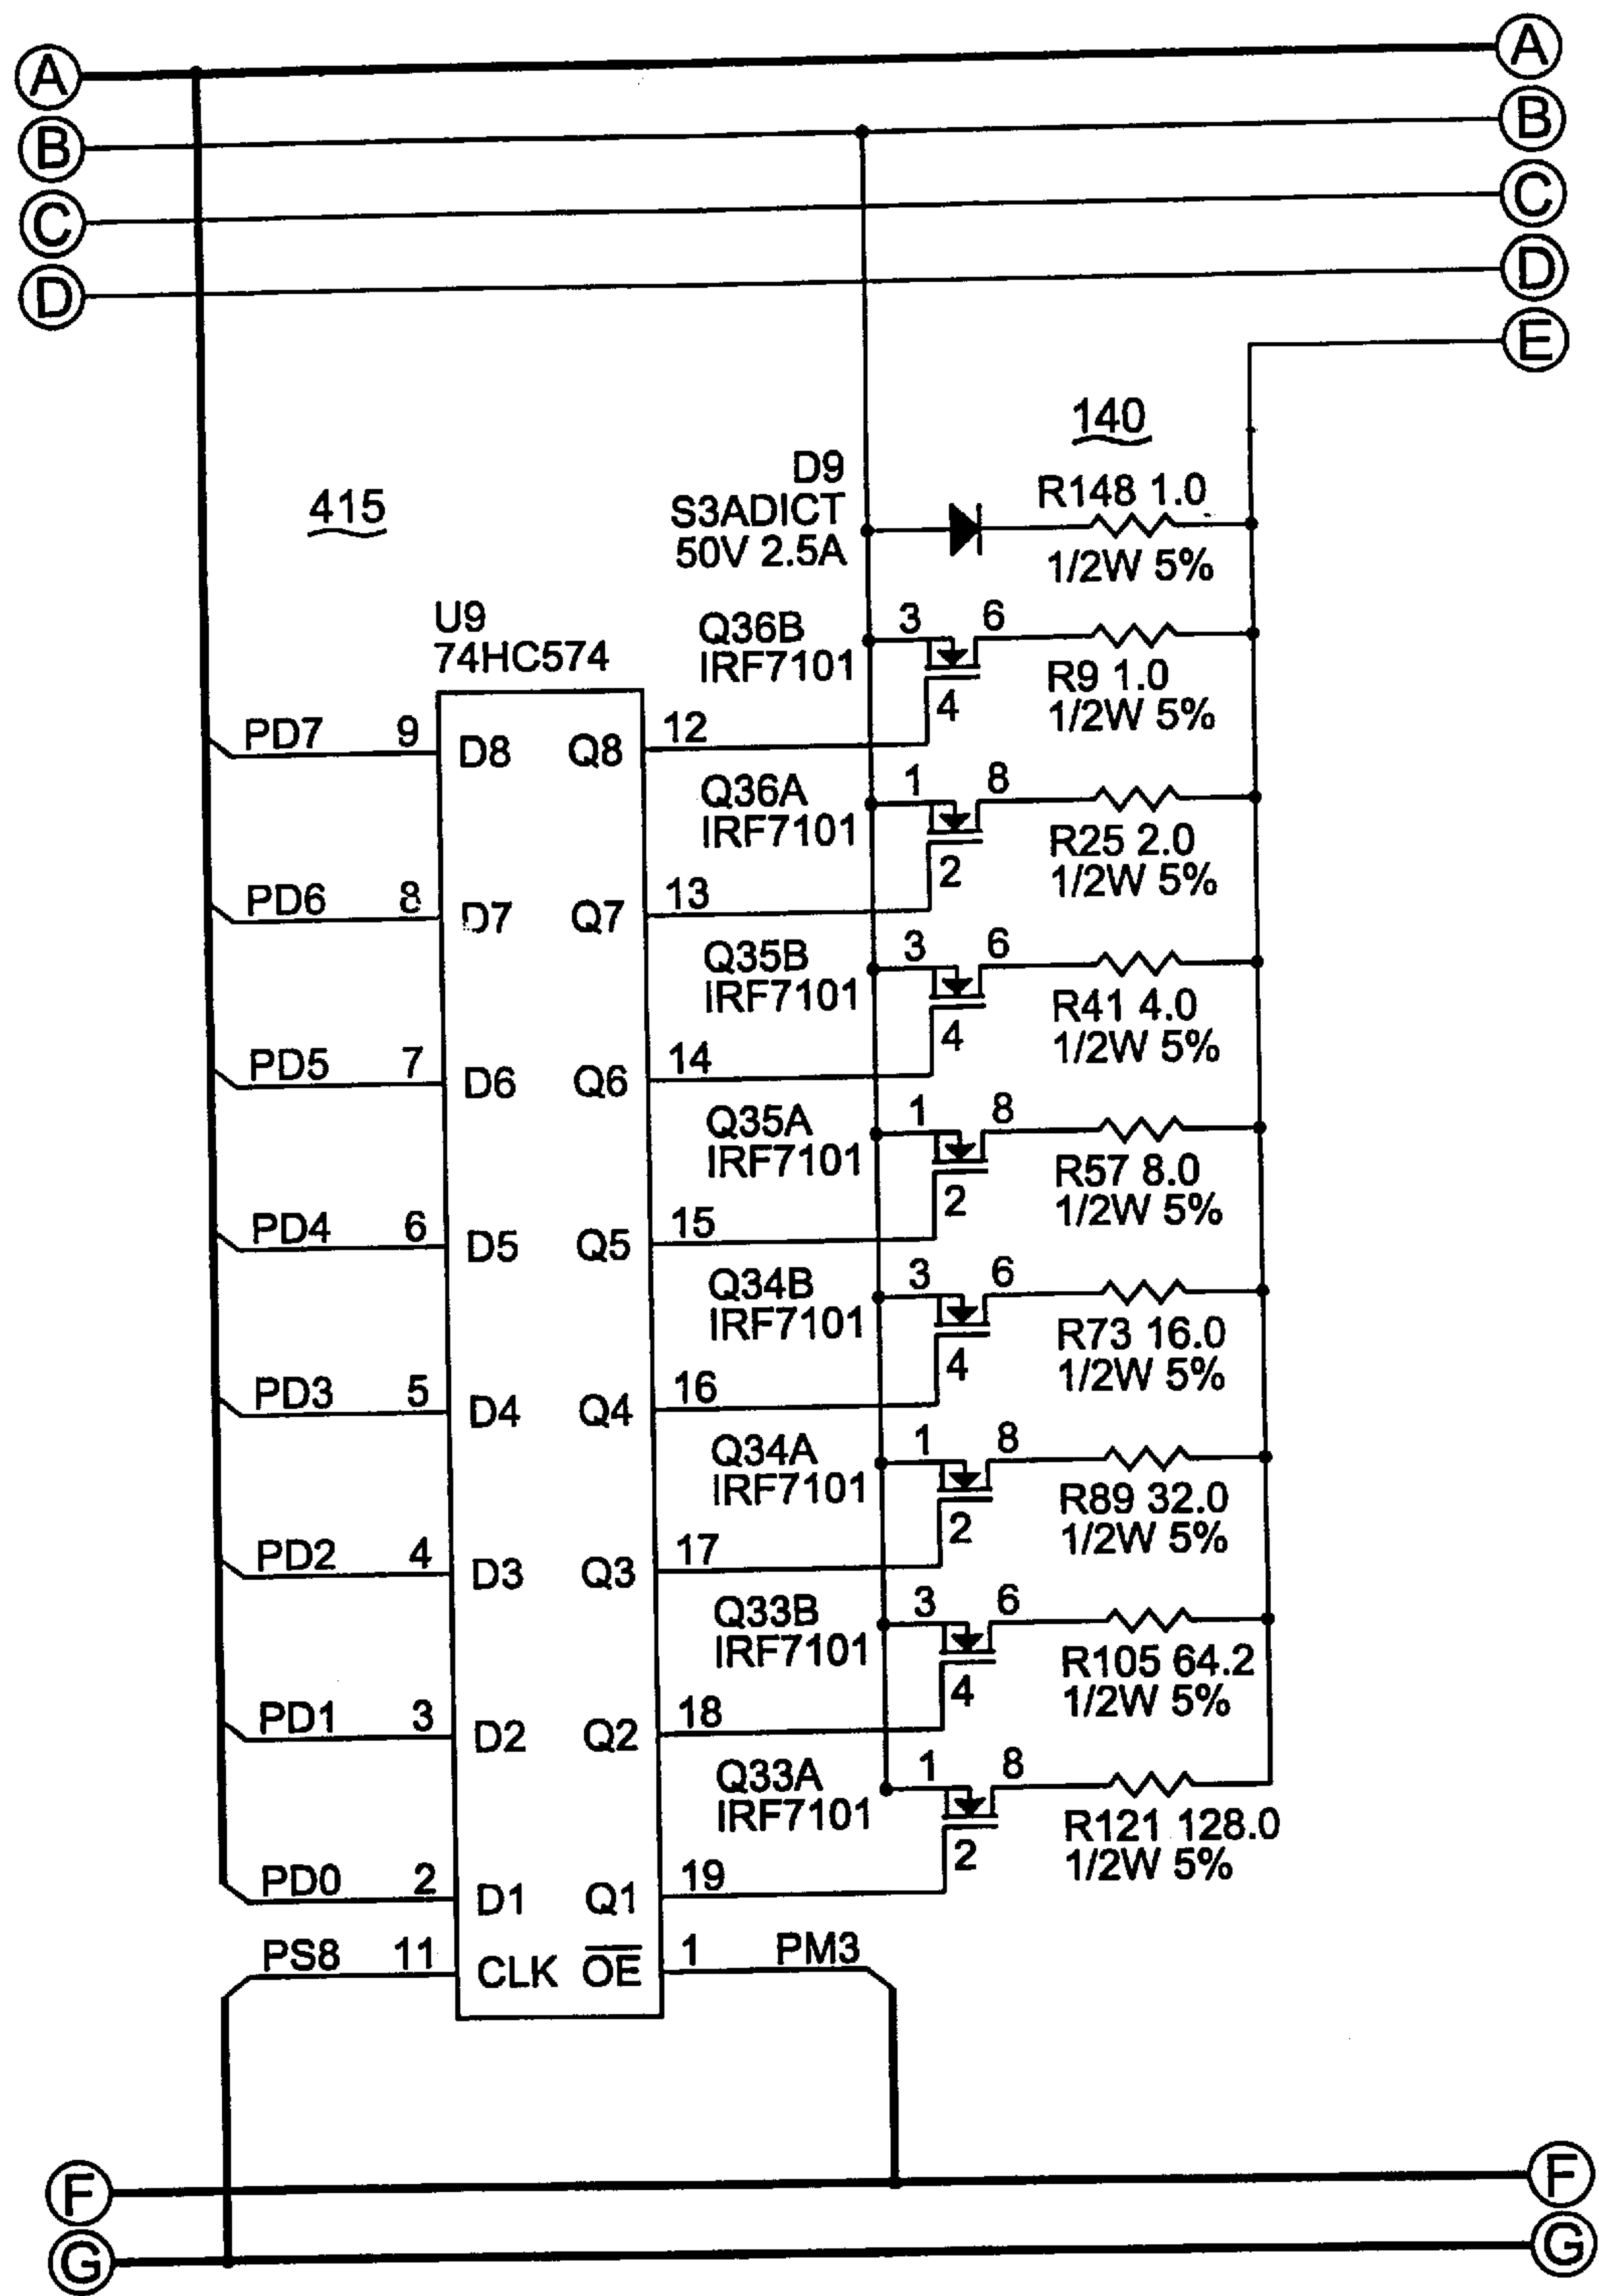 A A
B B
C C
D D
E
140
415
D9
S3ADICT
50V 2.5A
R148 1.0
1/2W 5%
U9
74HC574
Q36B
IRF7101
3 6
4
R9 1.0
1/2W 5%
PD7 9 D8 Q8 12
Q36A
IRF7101
1 8
2
R25 2.0
1/2W 5%
PD6 8 D7 Q7 13
Q35B
IRF7101
3 6
4
R41 4.0
1/2W 5%
PD5 7 D6 Q6 14
Q35A
IRF7101
1 8
2
R57 8.0
1/2W 5%
PD4 6 D5 Q5 15
Q34B
IRF7101
3 6
4
R73 16.0
1/2W 5%
PD3 5 D4 Q4 16
Q34A
IRF7101
1 8
2
R89 32.0
1/2W 5%
PD2 4 D3 Q3 17
Q33B
IRF7101
3 6
4
R105 64.2
1/2W 5%
PD1 3 D2 Q2 18
Q33A
IRF7101
1 8
2
R121 128.0
1/2W 5%
PD0 2 D1 Q1 19
PS8 11 CLK OE 1 PM3
F F
G G